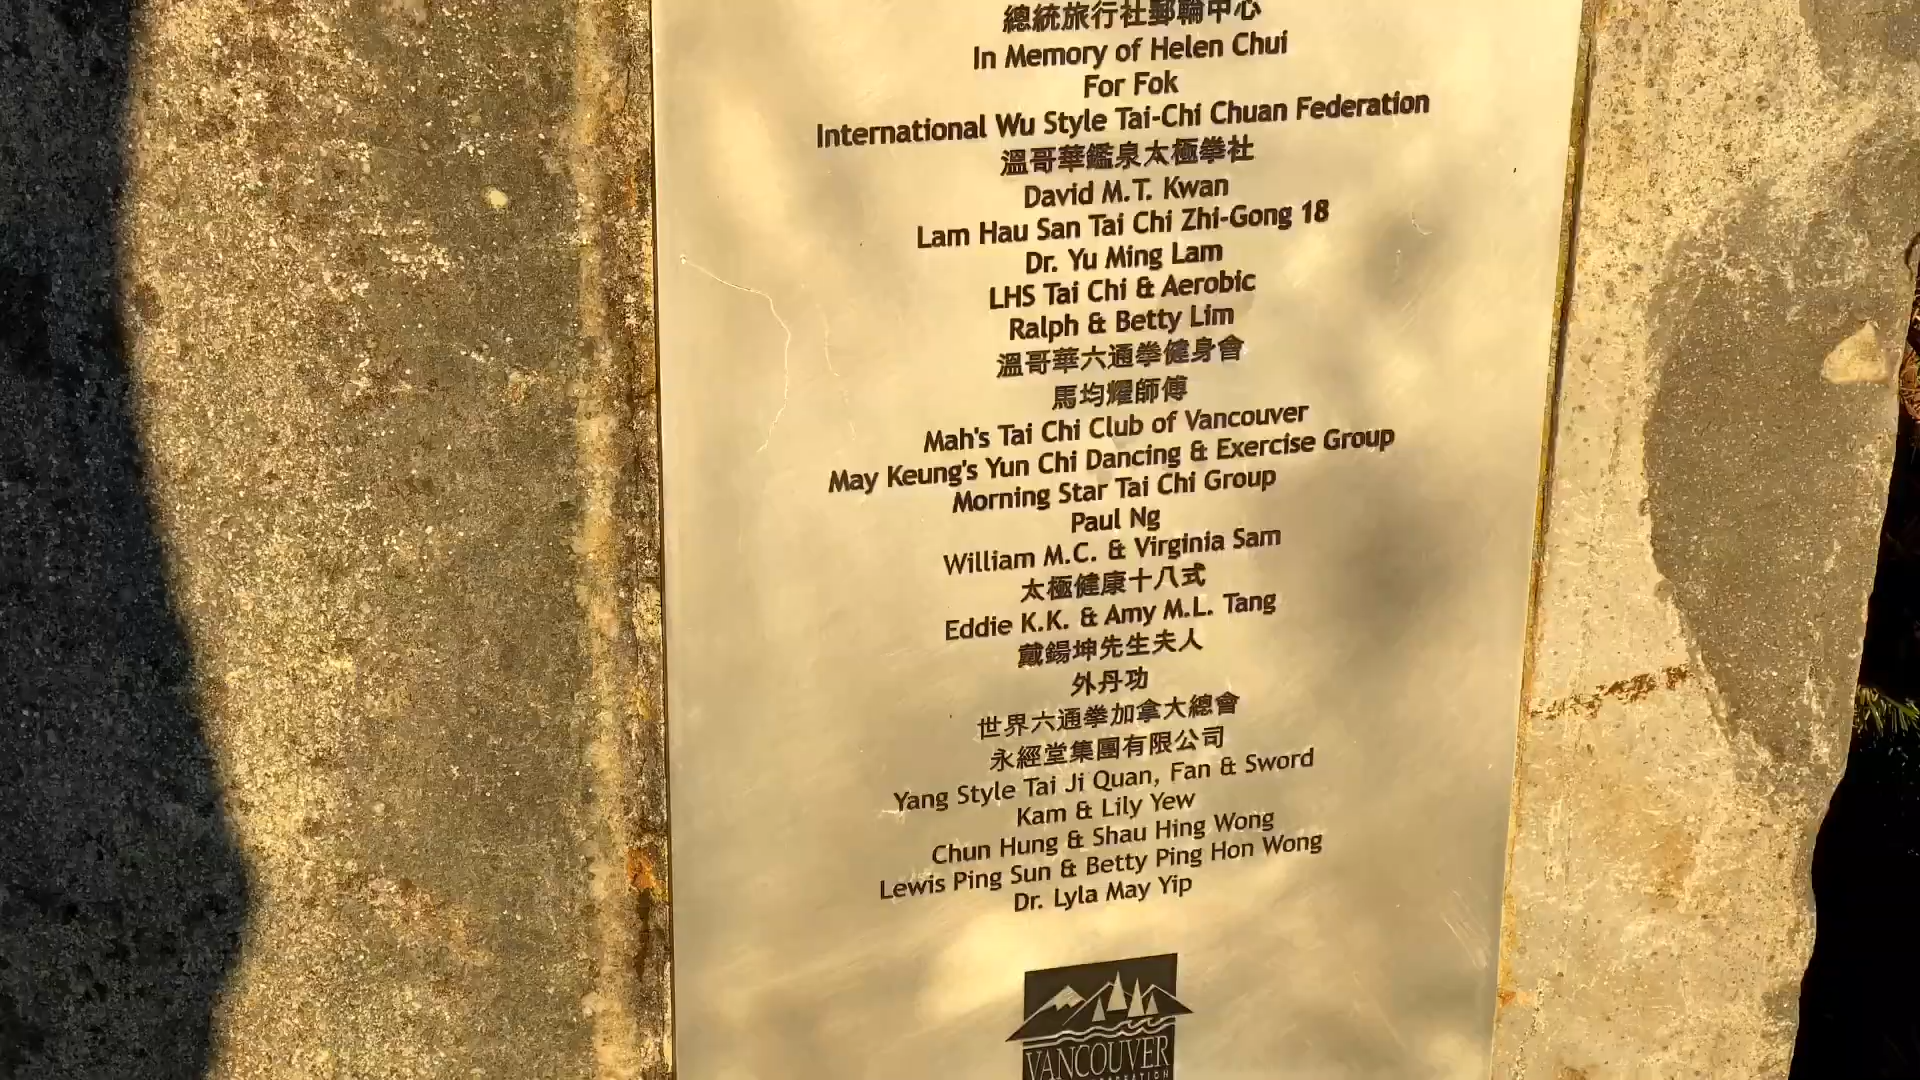 總統旅行社郵輪中心
In Memory of Helen Chui
For Fok
International Wu Style Tai-Chi Chuan Federation
溫哥華鑑泉太極拳社
David M.T. Kwan
Lam Hau San Tai Chi Zhi-Gong 18
Dr. Yu Ming Lam
LHS Tai Chi & Aerobic
Ralph & Betty Lim
溫哥華六通拳健身會
馬均耀師傅
Mah's Tai Chi Club of Vancouver
May Keung's Yun Chi Dancing & Exercise Group
Morning Star Tai Chi Group
Paul Ng
William M.C. & Virginia Sam
太極健康十八式
Eddie K.K. & Amy M.L. Tang
戴錫坤先生夫人
外丹功
世界六通拳加拿大總會
永經堂集團有限公司
Yang Style Tai Ji Quan, Fan & Sword
Kam & Lily Yew
Chun Hung & Shau Hing Wong
Lewis Ping Sun & Betty Ping Hon Wong
Dr. Lyla May Yip
VANCOUVER